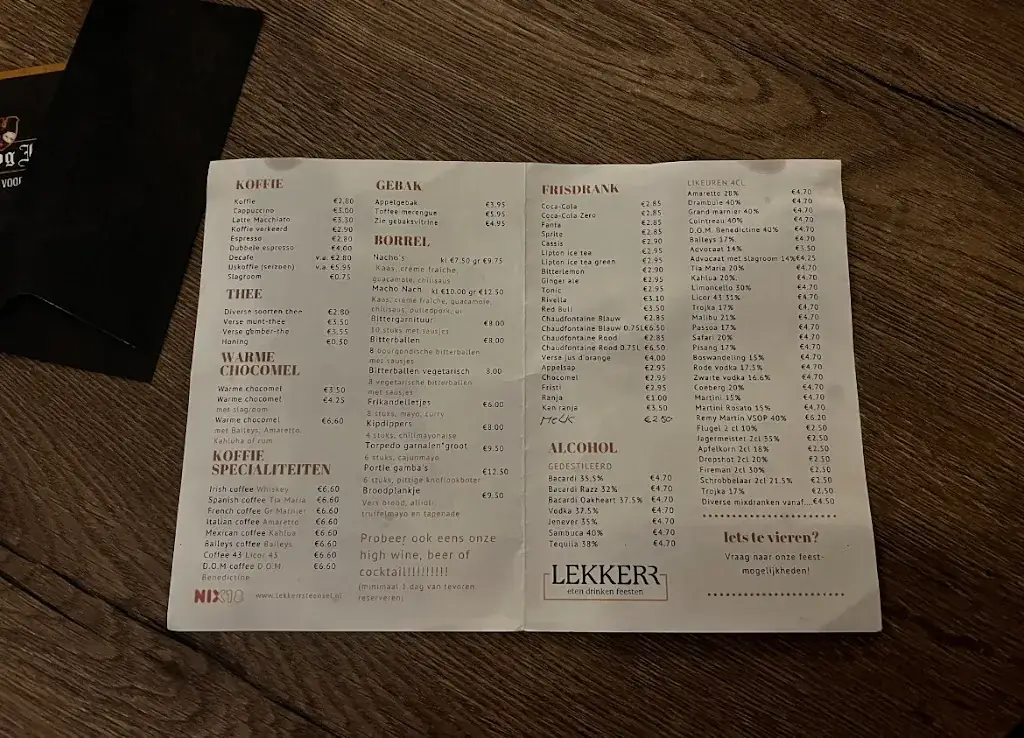 VOOR
KOFFIE
Koffie €2.80
Cappuccino €3.00
Latte Macchiato €3.30
Koffie verkeerd €2.90
Espresso €2.80
Dubbele espresso €4.00
Decafe v.a. €2.80
IJskoffie (seizoen) v.a. €5.95
Slagroom €0.75
THEE
Diverse soorten thee €2.80
Verse munt-thee €3.50
Verse gember-the €3.55
Honing €0.50
WARME
CHOCOMEL
Warme chocomel €3.50
Warme chocomel €4.25
met slagroom
Warme chocomel €6.60
met Baileys, Amaretto,
Kahluha of rum
KOFFIE
SPECIALITEITEN
Irish coffee Whiskey €6.60
Spanish coffee Tia Maria €6.60
French coffee Gr Marnier €6.60
Italian coffee Amaretto €6.60
Mexican coffee Kahlua €6.60
Baileys coffee Baileys €6.60
Coffee 43 Licor 43 €6.60
D.O.M coffee D.O.M €6.60
Benedictine
NIX18 www.lekkerrsteosel.nl
GEBAK
Appelgebak €3.95
Toffee merengue €5.95
Zie gebaksvitrine €4.95
BORREL
Nacho's kl €7.50 gr €9.75
Kaas, crème fraîche,
guacamole, chilisaus
Macho Nach kl €10.00 gr €12.50
Kaas, creme fraiche, guacamole,
chilisaus, pulledpork, ui
Bittergarnituur €8.00
10 stuks met sausjes
Bitterballen €8.00
8 bourgondische bitterballen
met sausjes
Bitterballen vegetarisch 8.00
8 vegetarische bitterballen
met sausjes
Frikandelletjes €6.00
8 stuks, mayo, curry
Kipdippers €8.00
4 stuks, chilimayonaise
Torpedo garnalen*groot €9.50
6 stuks, cajunmayo
Portie gamba's €12.50
6 stuks, pittige knoflookboter
Broodplankje €9.50
Vers brood, allioli,
truffelmayo en tapenade
Probeer ook eens onze
high wine, beer of
cocktail!!!!!!!!!
(minimaal 1 dag van tevoren
reserveren)
FRISDRANK
Coca-Cola €2.85
Coca-Cola Zero €2.85
Fanta €2.85
Sprite €2.85
Cassis €2.90
Lipton ice tea €2.95
Lipton ice tea green €2.95
Bitterlemon €2.90
Ginger ale €2.95
Tonic €2.95
Rivella €3.10
Red Bull €3.50
Chaudfontaine Blauw €2.85
Chaudfontaine Blauw 0.75L €6.50
Chaudfontaine Rood €2.85
Chaudfontaine Rood 0.75L €6.50
Verse jus d'orange €4.00
Appelsap €2.95
Chocomel €2.95
Fristi €2.95
Ranja €1.00
Kan ranja €3.50
MELK €2.50
ALCOHOL
GEDESTILEERD
Bacardi 35,5% €4.70
Bacardi Razz 32% €4.70
Bacardi Oakheart 37.5% €4.70
Vodka 37.5% €4.70
Jenever 35% €4.70
Sambuca 40% €4.70
Tequila 38% €4.70
LEKKERR
eten drinken feesten
LIKEUREN 4CL
Amaretto 28% €4.70
Drambuie 40% €4.70
Grand marnier 40% €4.70
Cointreau 40% €4.70
D.O.M. Benedictine 40% €4.70
Baileys 17% €4.70
Advocaat 14% €3.50
Advocaat met slagroom 14% €4.25
Tia Maria 20% €4.70
Kahlua 20% €4.70
Limoncello 30% €4.70
Licor 43 31% €4.70
Trojka 17% €4.70
Malibu 21% €4.70
Passoa 17% €4.70
Safari 20% €4.70
Pisang 17% €4.70
Boswandeling 15% €4.70
Rode vodka 17.5% €4.70
Zwarte vodka 16.6% €4.70
Coeberg 20% €4.70
Martini 15% €4.70
Martini Rosato 15% €4.70
Remy Martin VSOP 40% €6.20
Flugel 2 cl 10% €2.50
Jagermeister 2cl 35% €2.50
Apfelkorn 2cl 18% €2.50
Dropshot 2cl 20% €2.50
Fireman 2cl 30% €2.50
Schrobbelaar 2cl 21.5% €2.50
Trojka 17% €2.50
Diverse mixdranken vanaf....€4.50
Iets te vieren?
Vraag naar onze feest-
mogelijkheden!